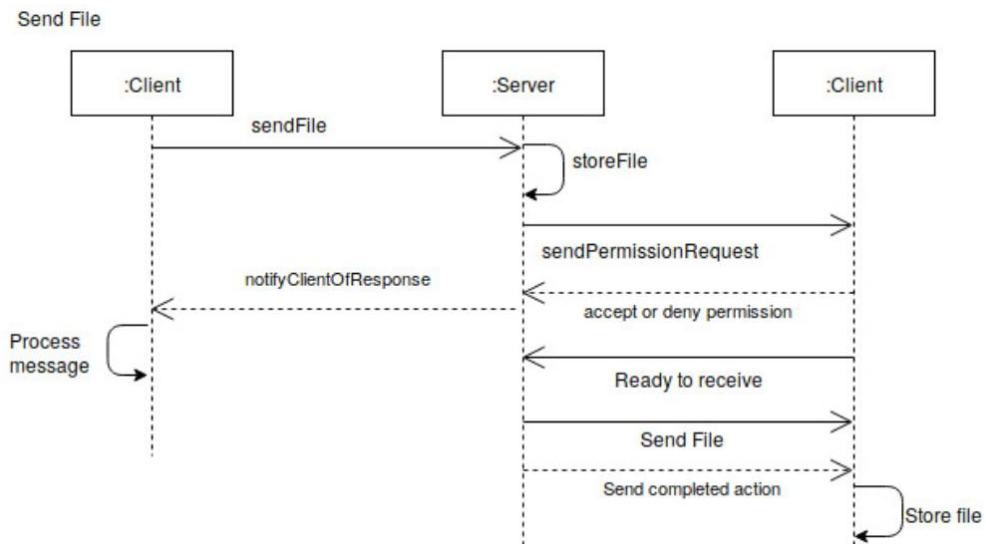 Send File
:Client
:Server
:Client
sendFile
storeFile
sendPermissionRequest
notifyClientOfResponse
accept or deny permission
Process
message
Ready to receive
Send File
Send completed action
Store file